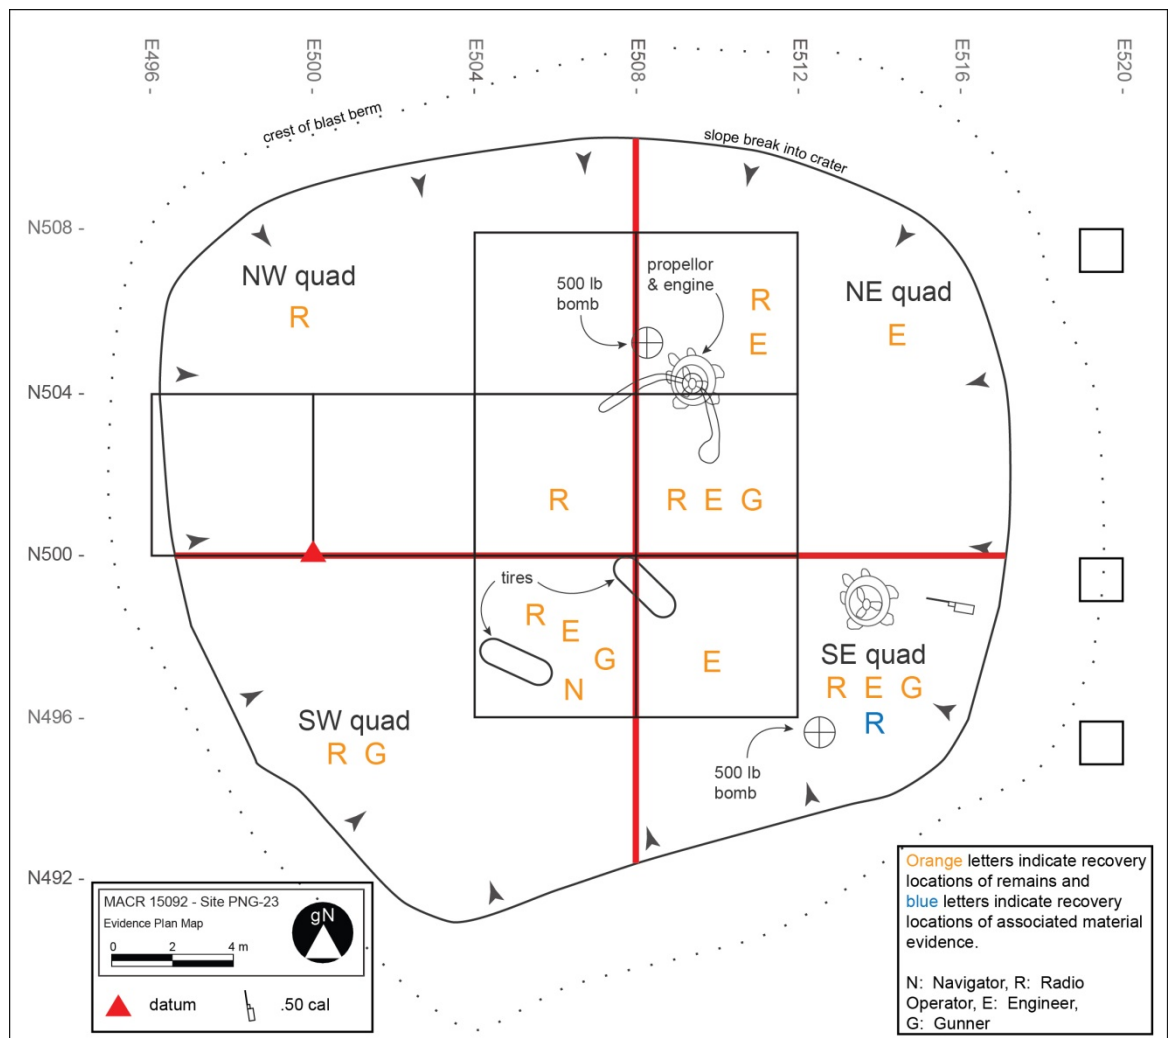 E496 -
E500 -
E504 -
E508 -
E512 -
E516 -
E520 -
crest of blast berm
slope break into crater
N508 -
N504 -
N500 -
N496 -
N492 -
NW quad
R
500 lb
bomb
propellor
& engine
R
E
NE quad
E
R
R E G
tires
R
E
G
N
E
SE quad
R E G
R
500 lb
bomb
SW quad
R G
MACR 15092 - Site PNG-23
Evidence Plan Map
0 2 4 m
gN
datum
.50 cal
Orange letters indicate recovery
locations of remains and
blue letters indicate recovery
locations of associated material
evidence.
N: Navigator, R: Radio
Operator, E: Engineer,
G: Gunner